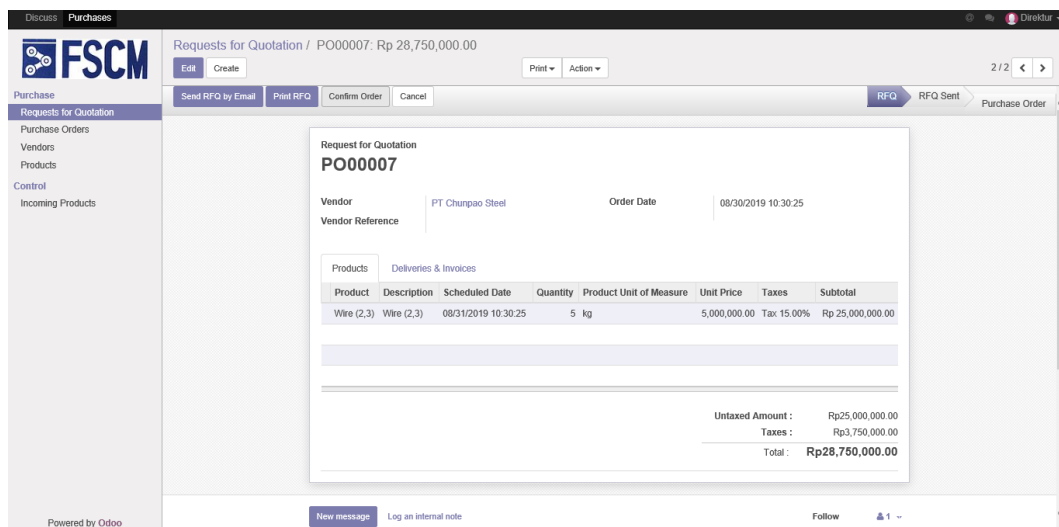 Discuss Purchases Direktur
FSCM
Requests for Quotation / PO00007: Rp 28,750,000.00
Edit Create Print Action 2 / 2
Purchase
Requests for Quotation
Purchase Orders
Vendors
Products
Control
Incoming Products
Send RFQ by Email Print RFQ Confirm Order Cancel RFQ RFQ Sent Purchase Order
Request for Quotation
PO00007
Vendor PT Chunpao Steel Order Date 08/30/2019 10:30:25
Vendor Reference
Products Deliveries & Invoices
Product Description Scheduled Date Quantity Product Unit of Measure Unit Price Taxes Subtotal
Wire (2,3) Wire (2,3) 08/31/2019 10:30:25 5 kg 5,000,000.00 Tax 15.00% Rp 25,000,000.00
Untaxed Amount : Rp25,000,000.00
Taxes : Rp3,750,000.00
Total : Rp28,750,000.00
New message Log an internal note Follow 1
Powered by Odoo